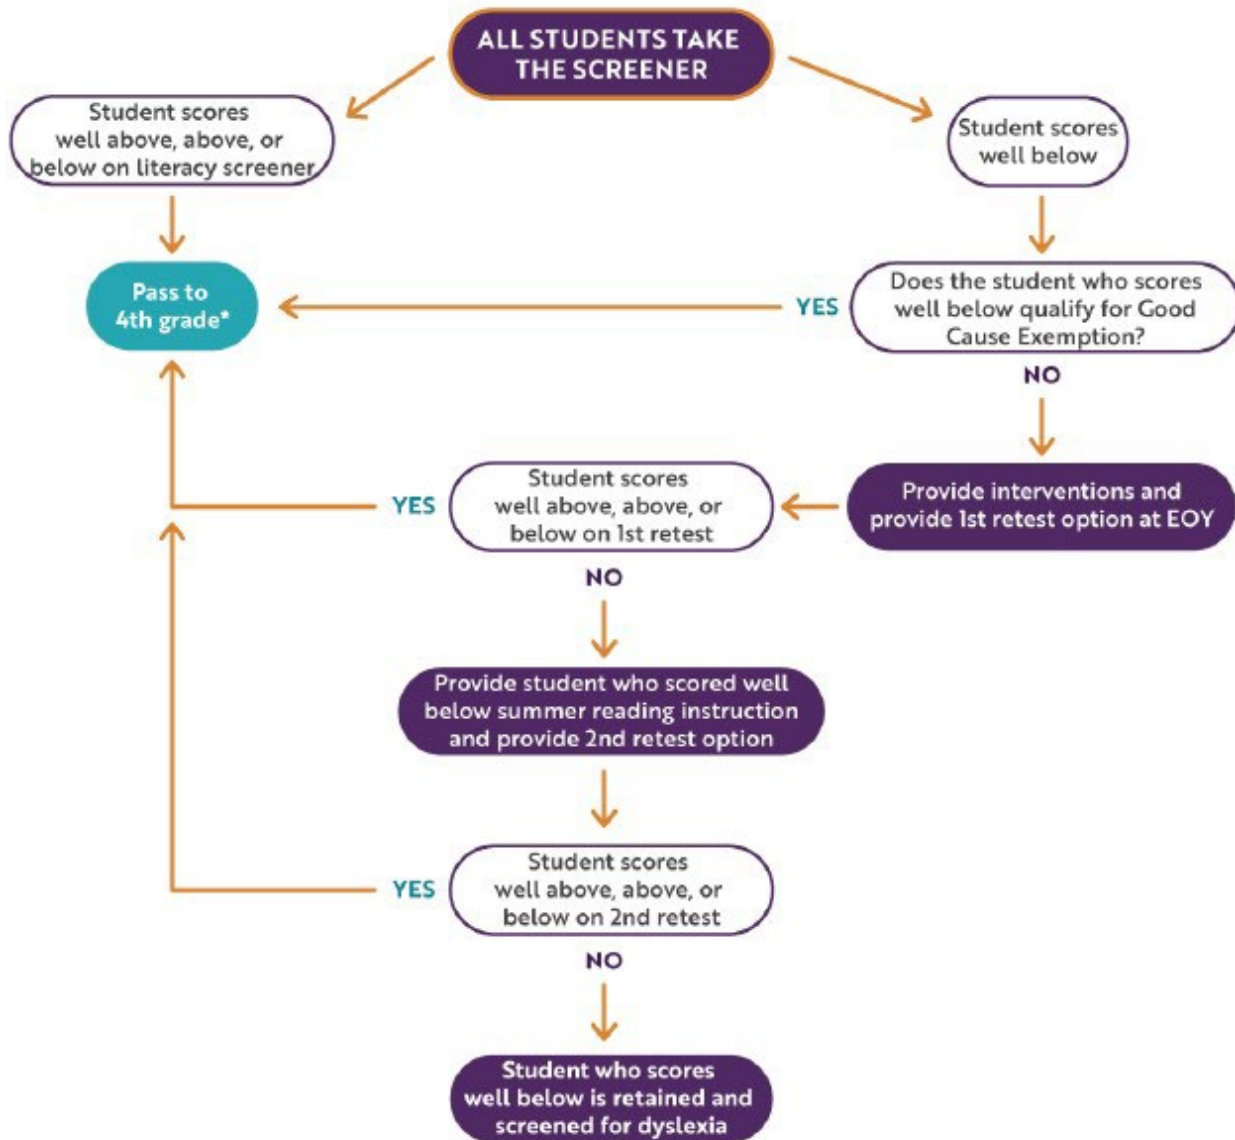 ALL STUDENTS TAKE
THE SCREENER
Student scores
well above, above, or
below on literacy screener
Student scores
well below
Pass to
4th grade*
YES
Does the student who scores
well below qualify for Good
Cause Exemption?
NO
Provide interventions and
provide 1st retest option at EOY
Student scores
well above, above, or
below on 1st retest
YES
NO
Provide student who scored well
below summer reading instruction
and provide 2nd retest option
Student scores
well above, above, or
below on 2nd retest
YES
NO
Student who scores
well below is retained and
screened for dyslexia